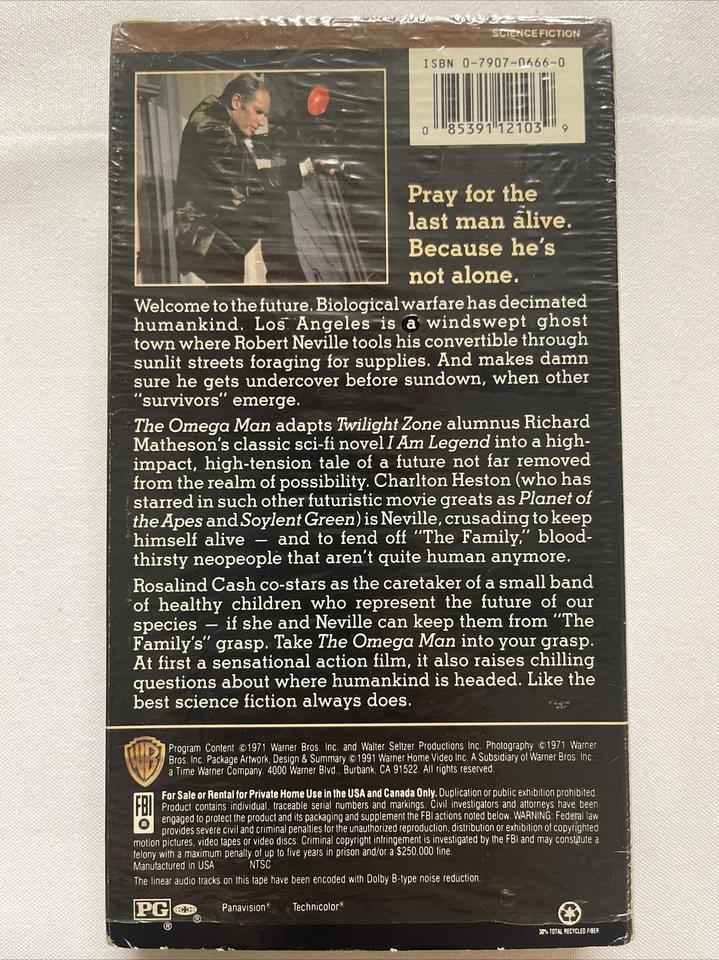 SCIENCE FICTION
ISBN 0-7907-0666-0
0 85391 12103 9
Pray for the
last man alive.
Because he's
not alone.
Welcome to the future. Biological warfare has decimated
humankind. Los Angeles is a windswept ghost
town where Robert Neville tools his convertible through
sunlit streets foraging for supplies. And makes damn
sure he gets undercover before sundown, when other
"survivors" emerge.
The Omega Man adapts Twilight Zone alumnus Richard
Matheson's classic sci-fi novel I Am Legend into a high-
impact, high-tension tale of a future not far removed
from the realm of possibility. Charlton Heston (who has
starred in such other futuristic movie greats as Planet of
the Apes and Soylent Green) is Neville, crusading to keep
himself alive — and to fend off "The Family," blood-
thirsty neopeople that aren't quite human anymore.
Rosalind Cash co-stars as the caretaker of a small band
of healthy children who represent the future of our
species — if she and Neville can keep them from "The
Family's" grasp. Take The Omega Man into your grasp.
At first a sensational action film, it also raises chilling
questions about where humankind is headed. Like the
best science fiction always does.
WB
Program Content ©1971 Warner Bros. Inc. and Walter Seltzer Productions Inc. Photography ©1971 Warner
Bros. Inc. Package Artwork, Design & Summary ©1991 Warner Home Video Inc. A Subsidiary of Warner Bros. Inc.
a Time Warner Company. 4000 Warner Blvd., Burbank, CA 91522. All rights reserved.
FBI
For Sale or Rental for Private Home Use in the USA and Canada Only. Duplication or public exhibition prohibited.
Product contains individual, traceable serial numbers and markings. Civil investigators and attorneys have been
engaged to protect the product and its packaging and supplement the FBI actions noted below. WARNING: Federal law
provides severe civil and criminal penalties for the unauthorized reproduction, distribution or exhibition of copyrighted
motion pictures, video tapes or video discs. Criminal copyright infringement is investigated by the FBI and may constitute a
felony with a maximum penalty of up to five years in prison and/or a $250,000 fine.
Manufactured in USA NTSC
The linear audio tracks on this tape have been encoded with Dolby B-type noise reduction.
PG ® ® Panavision® Technicolor®
30% TOTAL RECYCLED FIBER